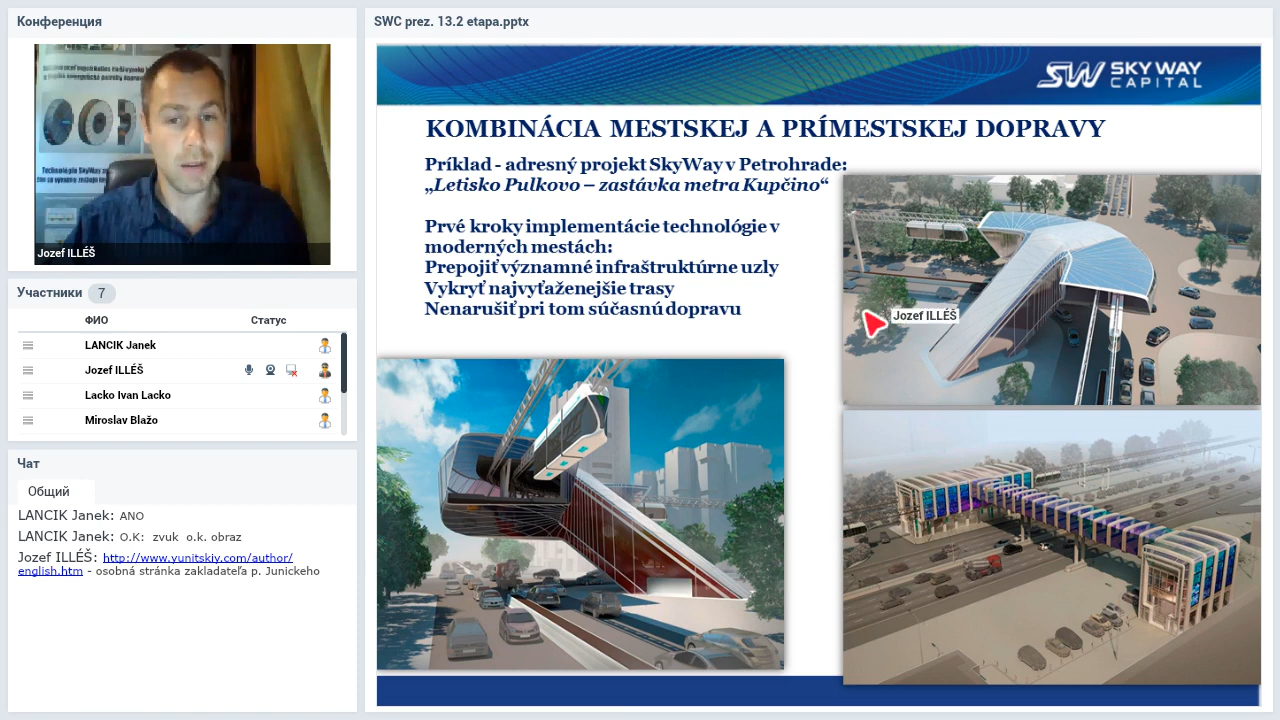 Конференция
Jozef ILLÉŠ
Участники 7
ФИО Статус
LANCIK Janek
Jozef ILLÉŠ
Lacko Ivan Lacko
Miroslav Blažo
Чат
Общий
LANCIK Janek: ANO
LANCIK Janek: O.K: zvuk o.k. obraz
Jozef ILLÉŠ: http://www.yunitskiy.com/author/
english.htm - osobná stránka zakladateľa p. Junickeho
SWC prez. 13.2 etapa.pptx
SW SKY WAY
CAPITAL
KOMBINÁCIA MESTSKEJ A PRÍMESTSKEJ DOPRAVY
Príklad - adresný projekt SkyWay v Petrohrade:
„Letisko Pulkovo – zastávka metra Kupčino“
Prvé kroky implementácie technológie v
moderných mestách:
Prepojiť významné infraštruktúrne uzly
Vykryť najvyťaženejšie trasy
Nenarušiť pri tom súčasnú dopravu
Jozef ILLÉŠ